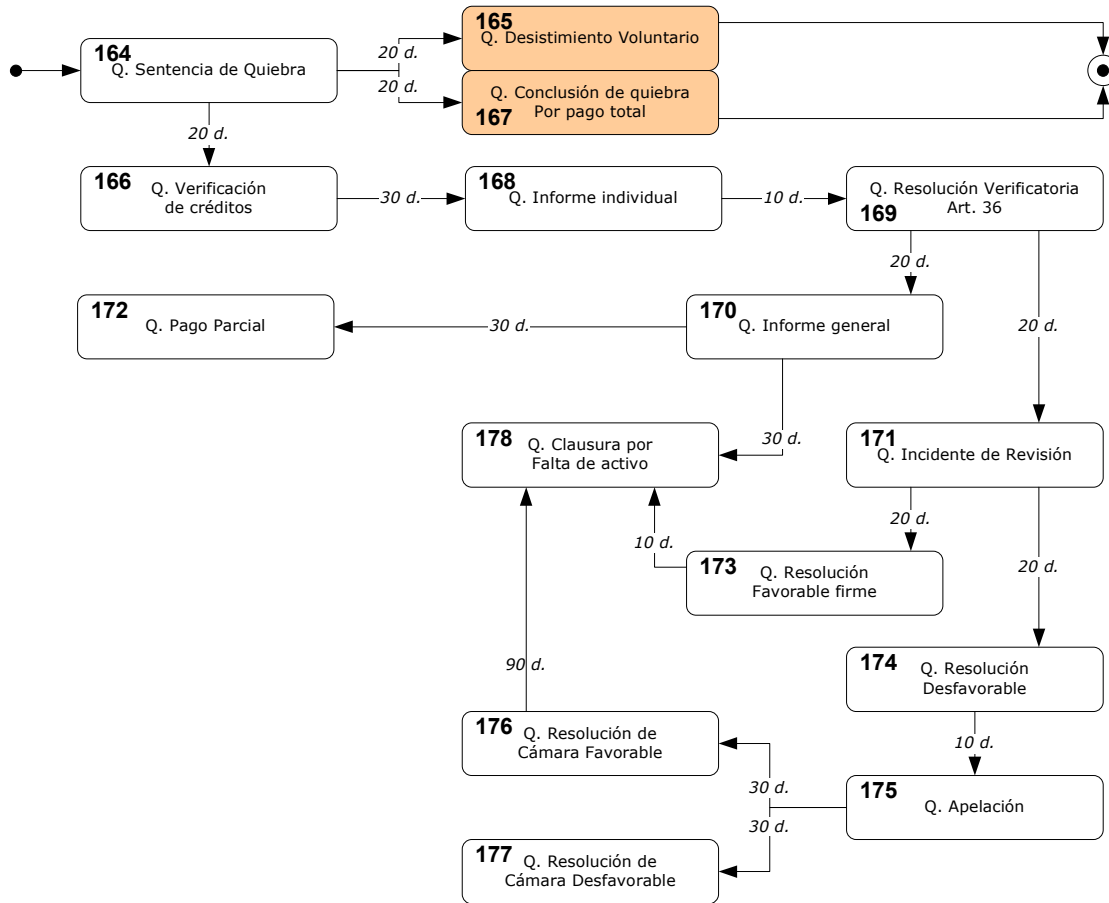 164
Q. Sentencia de Quiebra
20 d.
20 d.
165
Q. Desistimiento Voluntario
Q. Conclusión de quiebra
167 Por pago total
20 d.
166
Q. Verificación
de créditos
30 d.
168
Q. Informe individual
10 d.
Q. Resolución Verificatoria
169 Art. 36
20 d.
20 d.
172
Q. Pago Parcial
30 d.
170
Q. Informe general
30 d.
178
Q. Clausura por
Falta de activo
171
Q. Incidente de Revisión
20 d.
10 d.
173
Q. Resolución
Favorable firme
20 d.
90 d.
174
Q. Resolución
Desfavorable
10 d.
176
Q. Resolución de
Cámara Favorable
30 d.
30 d.
175
Q. Apelación
177
Q. Resolución de
Cámara Desfavorable